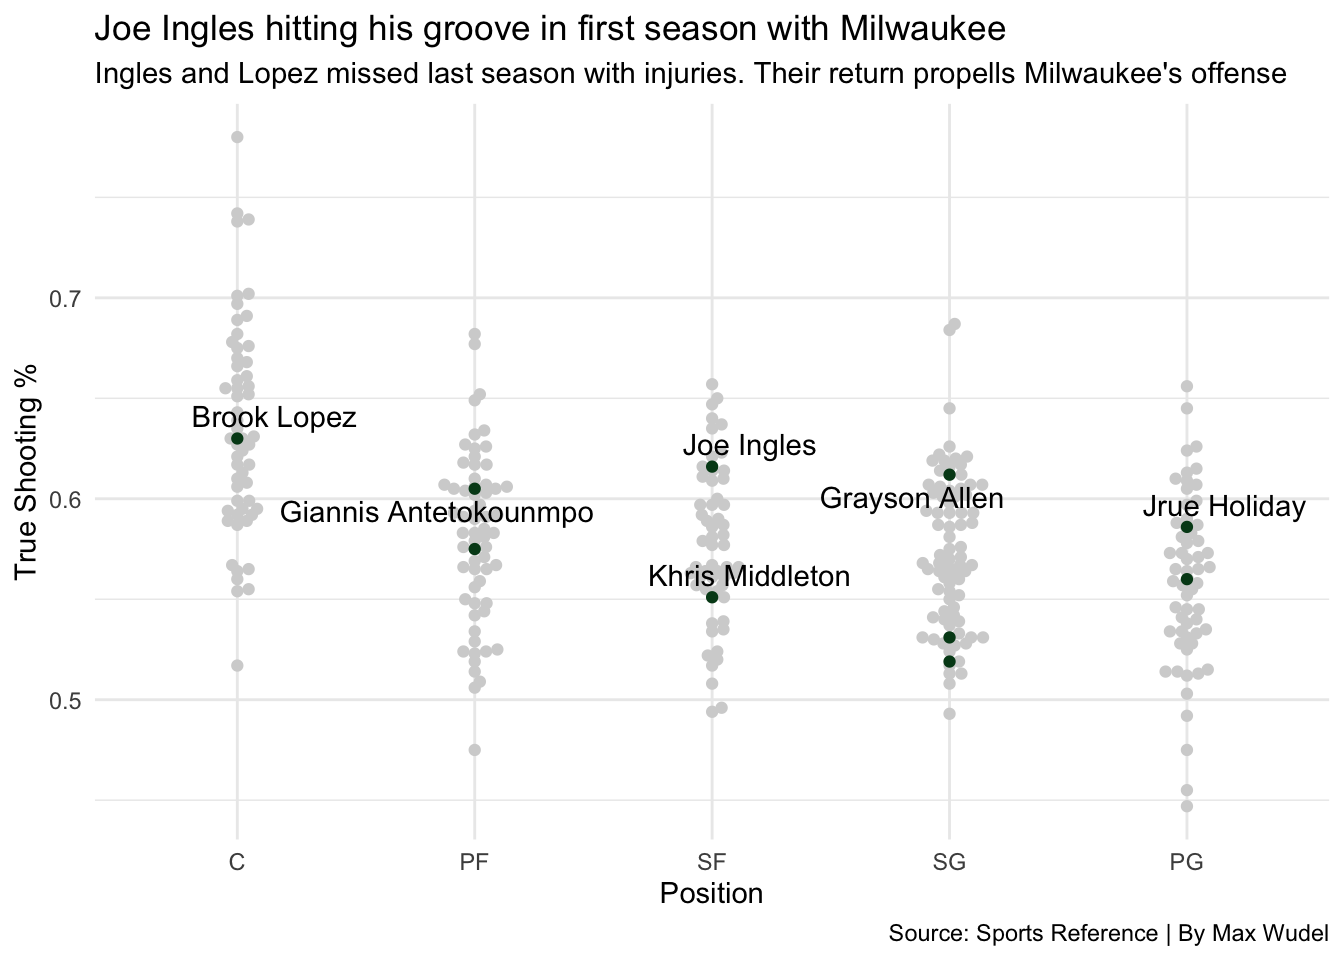 Joe Ingles hitting his groove in first season with Milwaukee
Ingles and Lopez missed last season with injuries. Their return propells Milwaukee's offense
True Shooting %
0.7
0.6
0.5
Brook Lopez
Giannis Antetokounmpo
Joe Ingles
Khris Middleton
Grayson Allen
Jrue Holiday
C PF SF SG PG
Position
Source: Sports Reference | By Max Wudel